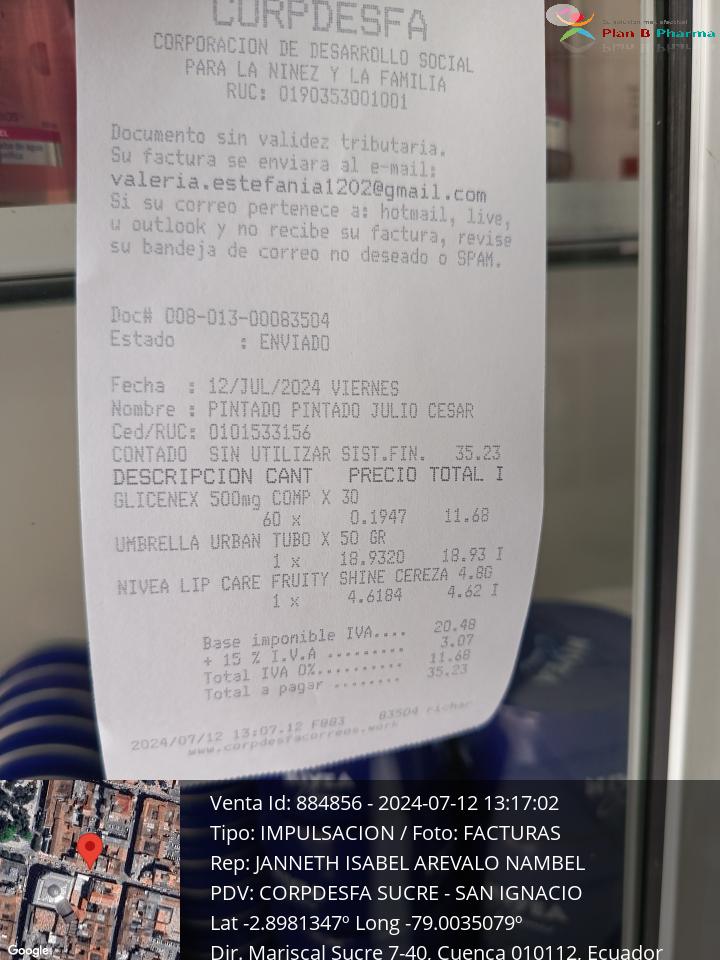 CORPDESFA
CORPORACION DE DESARROLLO SOCIAL
PARA LA NINEZ Y LA FAMILIA
RUC: 0190353001001
Documento sin validez tributaria.
Su factura se enviara al e-mail:
valeria.estefania1202@gmail.com
Si su correo pertenece a: hotmail, live,
u outlook y no recibe su factura, revise
su bandeja de correo no deseado o SPAM.
Doc# 008-013-00083504
Estado : ENVIADO
Fecha : 12/JUL/2024 VIERNES
Nombre : PINTADO PINTADO JULIO CESAR
Ced/RUC: 0101533156
CONTADO SIN UTILIZAR SIST.FIN. 35.23
DESCRIPCION CANT PRECIO TOTAL I
GLICENEX 500mg COMP X 30
60 x 0.1947 11.68
UMBRELLA URBAN TUBO X 50 GR
1 x 18.9320 18.93 I
NIVEA LIP CARE FRUITY SHINE CEREZA 4.8G
1 x 4.6184 4.62 I
Base imponible IVA.... 20.48
+ 15 % I.V.A ......... 3.07
Total IVA 0%.......... 11.68
Total a pagar ........ 35.23
2024/07/12 13:07.12 F003 83504 richar
www.corpdesfacorreos.work
Plan B Pharma
Venta Id: 884856 - 2024-07-12 13:17:02
Tipo: IMPULSACION / Foto: FACTURAS
Rep: JANNETH ISABEL AREVALO NAMBEL
PDV: CORPDESFA SUCRE - SAN IGNACIO
Lat -2.8981347º Long -79.0035079º
Dir. Mariscal Sucre 7-40, Cuenca 010112, Ecuador
Google